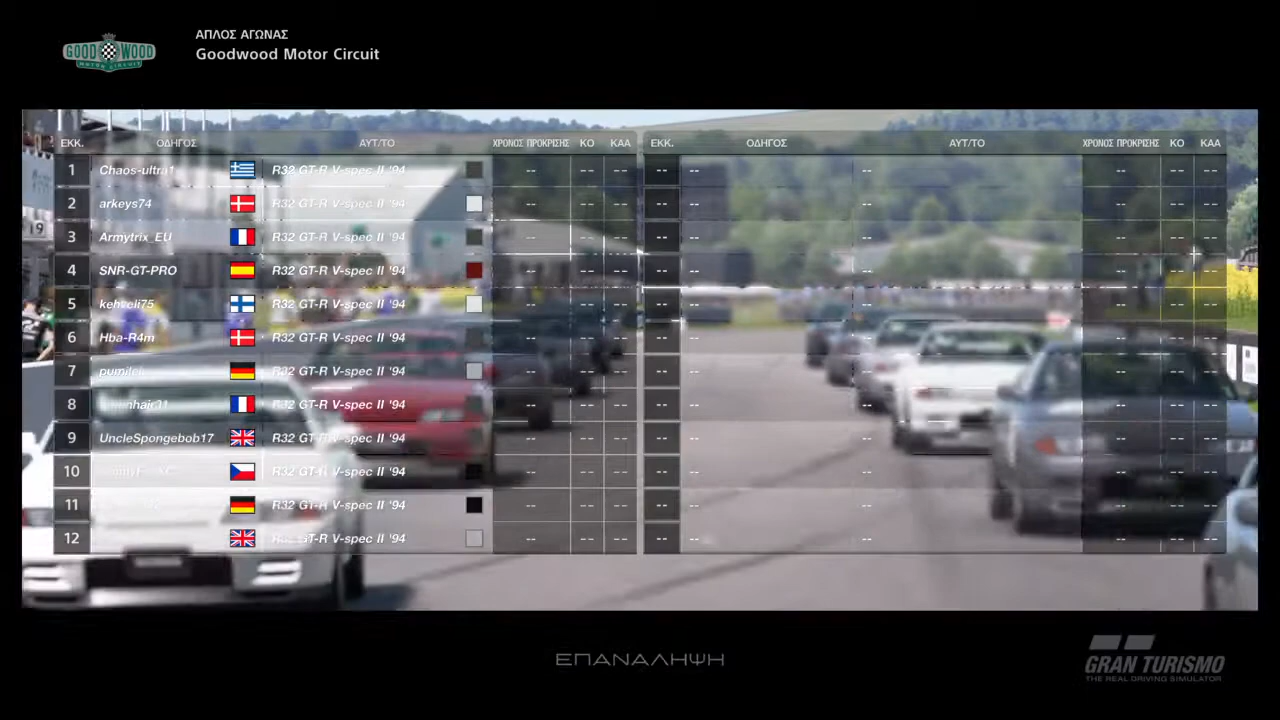 GOODWOOD
MOTOR CIRCUIT
ΑΠΛΟΣ ΑΓΩΝΑΣ
Goodwood Motor Circuit
ΕΚΚ. ΟΔΗΓΟΣ ΑΥΤ/ΤΟ ΧΡΟΝΟΣ ΠΡΟΚΡΙΣΗΣ ΚΟ ΚΑΑ ΕΚΚ. ΟΔΗΓΟΣ ΑΥΤ/ΤΟ ΧΡΟΝΟΣ ΠΡΟΚΡΙΣΗΣ ΚΟ ΚΑΑ
1 Chaos-ultra1 R32 GT-R V-spec II '94 -- -- -- -- -- -- -- -- --
2 arkeys74 R32 GT-R V-spec II '94 -- -- -- -- -- -- -- -- --
3 Armytrix_EU R32 GT-R V-spec II '94 -- -- -- -- -- -- -- -- --
4 SNR-GT-PRO R32 GT-R V-spec II '94 -- -- -- -- -- -- -- -- --
5 R32 GT-R V-spec II '94 -- -- -- -- -- -- -- -- --
6 Hba-R4m R32 GT-R V-spec II '94 -- -- -- -- -- -- -- -- --
7 R32 GT-R V-spec II '94 -- -- -- -- -- -- -- -- --
8 R32 GT-R V-spec II '94 -- -- -- -- -- -- -- -- --
9 UncleSpongebob17 R32 GT-R V-spec II '94 -- -- -- -- -- -- -- -- --
10 R32 GT-R V-spec II '94 -- -- -- -- -- -- -- -- --
11 R32 GT-R V-spec II '94 -- -- -- -- -- -- -- -- --
12 R32 GT-R V-spec II '94 -- -- -- -- -- -- -- -- --
19
ΕΠΑΝΑΛΗΨΗ
GRAN TURISMO
THE REAL DRIVING SIMULATOR